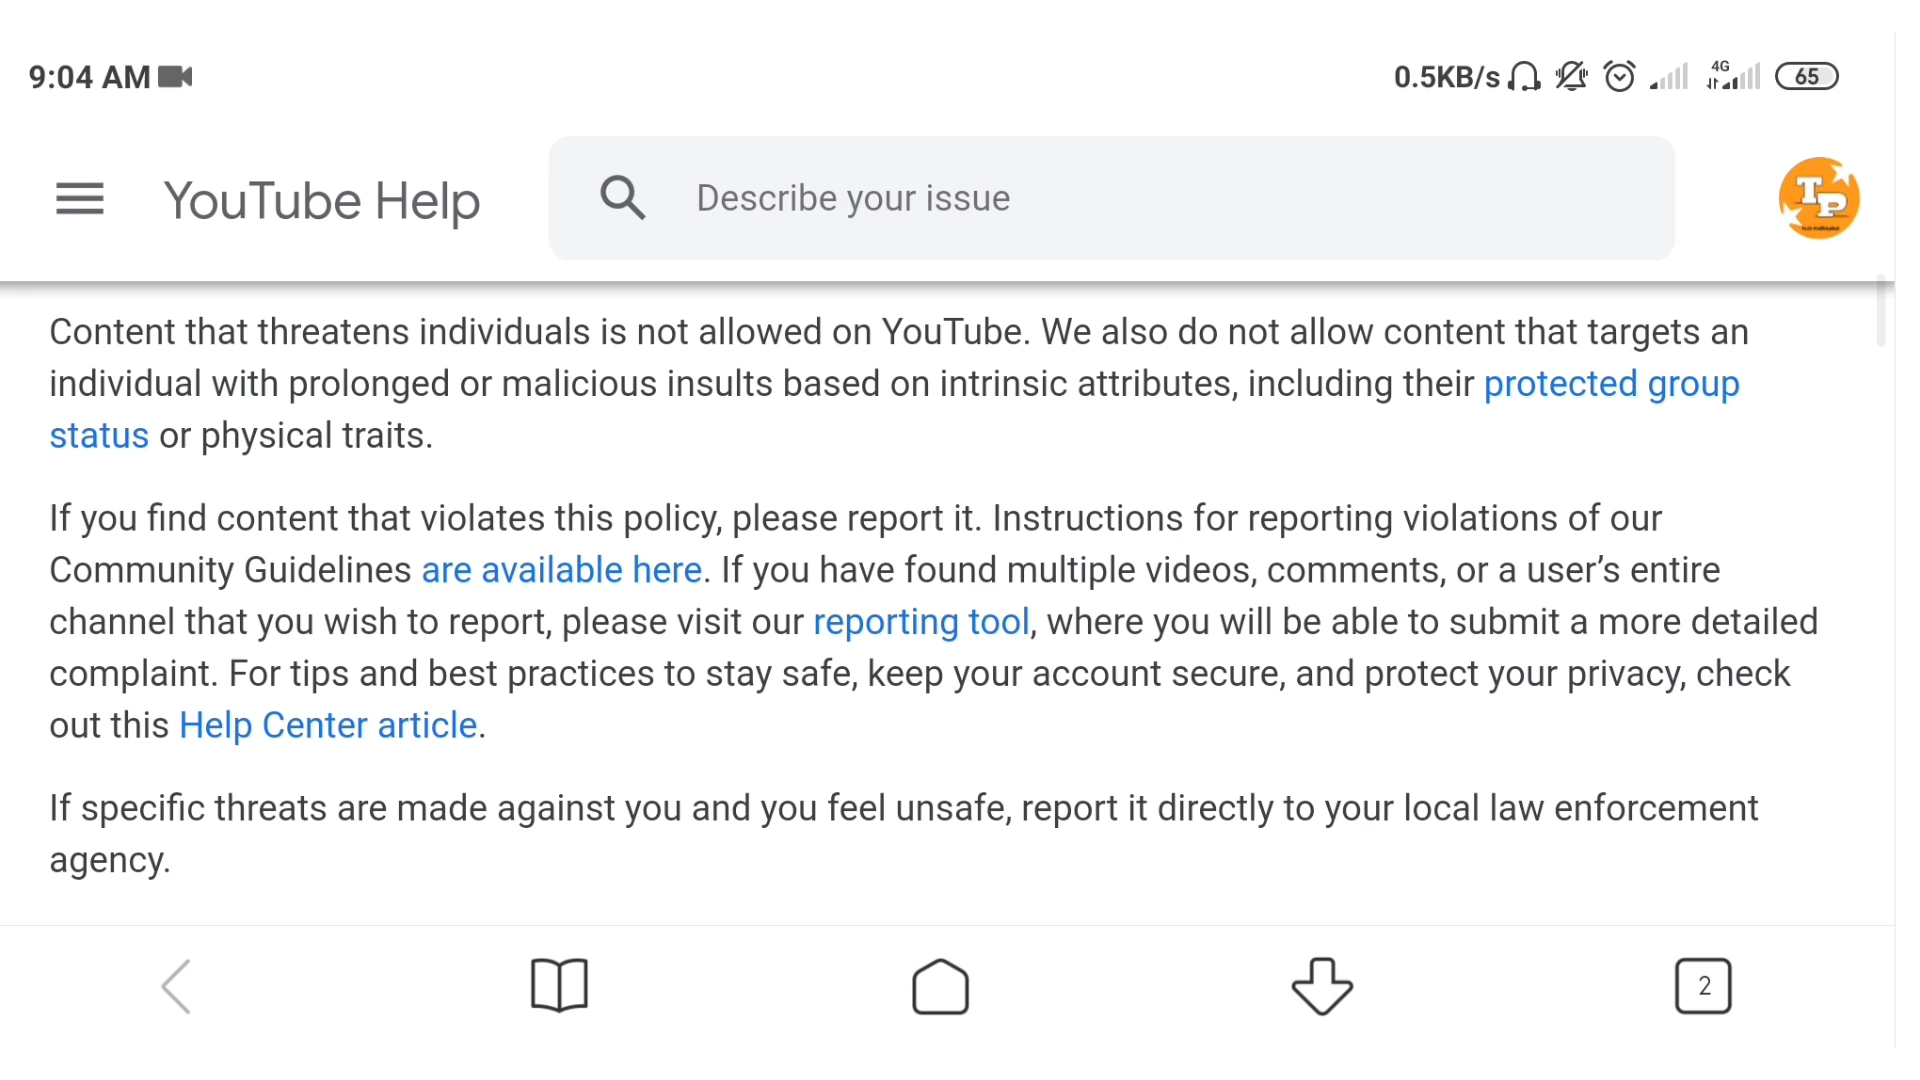 9:04 AM
0.5KB/s
4G
65
YouTube Help
Describe your issue
TP
Content that threatens individuals is not allowed on YouTube. We also do not allow content that targets an
individual with prolonged or malicious insults based on intrinsic attributes, including their protected group
status or physical traits.
If you find content that violates this policy, please report it. Instructions for reporting violations of our
Community Guidelines are available here. If you have found multiple videos, comments, or a user’s entire
channel that you wish to report, please visit our reporting tool, where you will be able to submit a more detailed
complaint. For tips and best practices to stay safe, keep your account secure, and protect your privacy, check
out this Help Center article.
If specific threats are made against you and you feel unsafe, report it directly to your local law enforcement
agency.
2